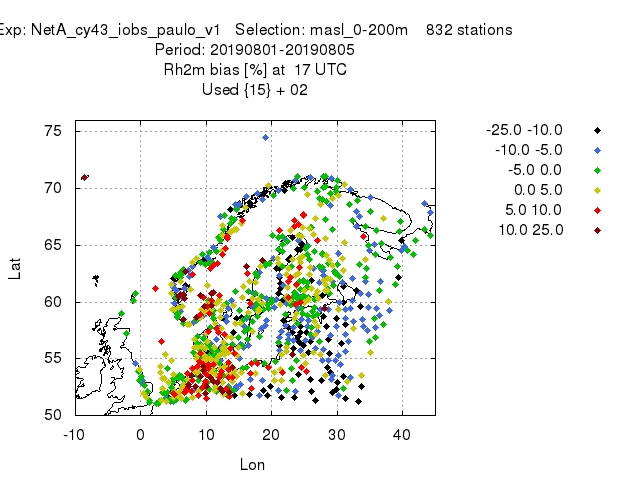 Exp: NetA_cy43_iobs_paulo_v1 Selection: masl_0-200m 832 stations
Period: 20190801-20190805
Rh2m bias [%] at 17 UTC
Used {15} + 02
-25.0 -10.0
-10.0 -5.0
-5.0 0.0
0.0 5.0
5.0 10.0
10.0 25.0
75
70
65
60
55
50
Lat
-10 0 10 20 30 40
Lon